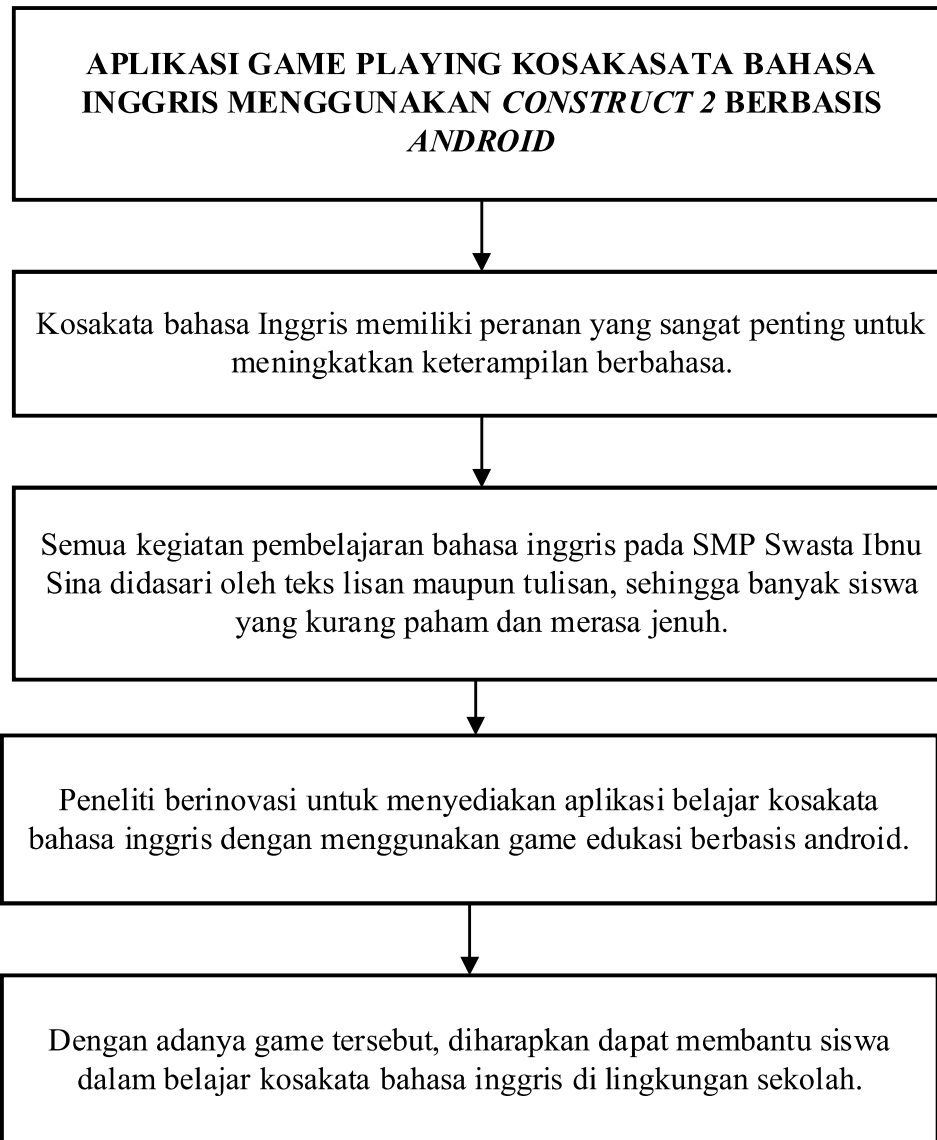 APLIKASI GAME PLAYING KOSAKASATA BAHASA
INGGRIS MENGGUNAKAN CONSTRUCT 2 BERBASIS
ANDROID
Kosakata bahasa Inggris memiliki peranan yang sangat penting untuk
meningkatkan keterampilan berbahasa.
Semua kegiatan pembelajaran bahasa inggris pada SMP Swasta Ibnu
Sina didasari oleh teks lisan maupun tulisan, sehingga banyak siswa
yang kurang paham dan merasa jenuh.
Peneliti berinovasi untuk menyediakan aplikasi belajar kosakata
bahasa inggris dengan menggunakan game edukasi berbasis android.
Dengan adanya game tersebut, diharapkan dapat membantu siswa
dalam belajar kosakata bahasa inggris di lingkungan sekolah.